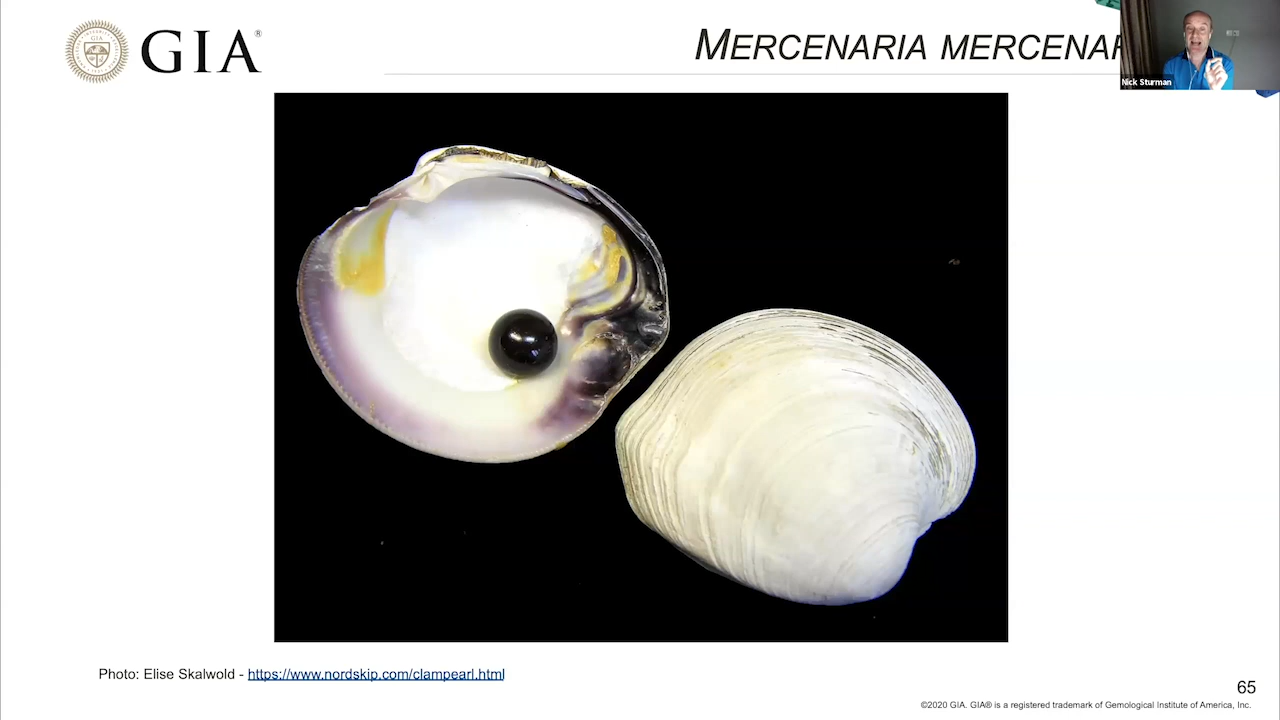 GIA®
MERCENARIA MERCENAR
Nick Sturman
Photo: Elise Skalwold - https://www.nordskip.com/clampearl.html
65
©2020 GIA. GIA® is a registered trademark of Gemological Institute of America, Inc.